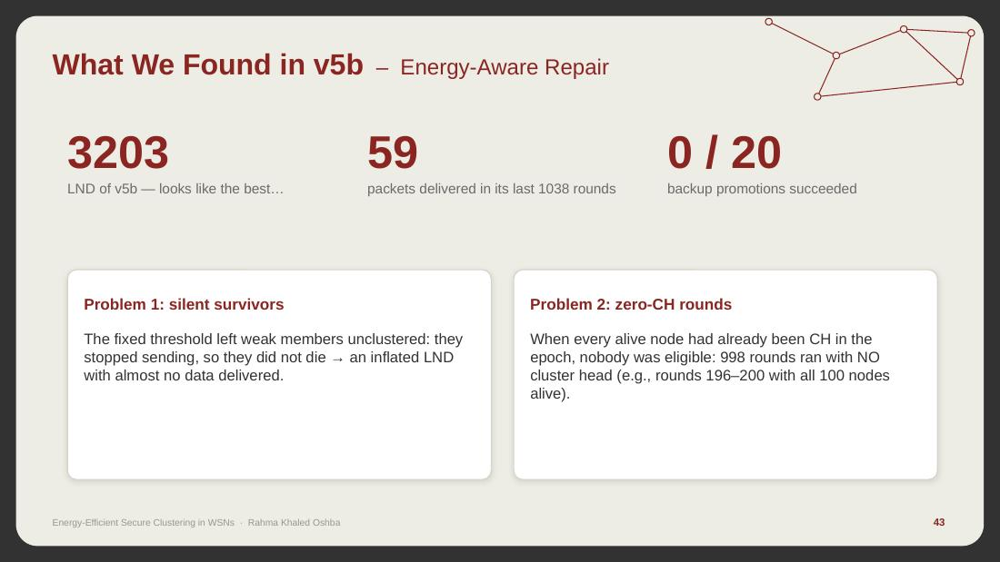 What We Found in v5b – Energy-Aware Repair
3203
LND of v5b — looks like the best…
59
packets delivered in its last 1038 rounds
0 / 20
backup promotions succeeded
Problem 1: silent survivors
The fixed threshold left weak members unclustered: they
stopped sending, so they did not die → an inflated LND
with almost no data delivered.
Problem 2: zero-CH rounds
When every alive node had already been CH in the
epoch, nobody was eligible: 998 rounds ran with NO
cluster head (e.g., rounds 196–200 with all 100 nodes
alive).
Energy-Efficient Secure Clustering in WSNs · Rahma Khaled Oshba
43